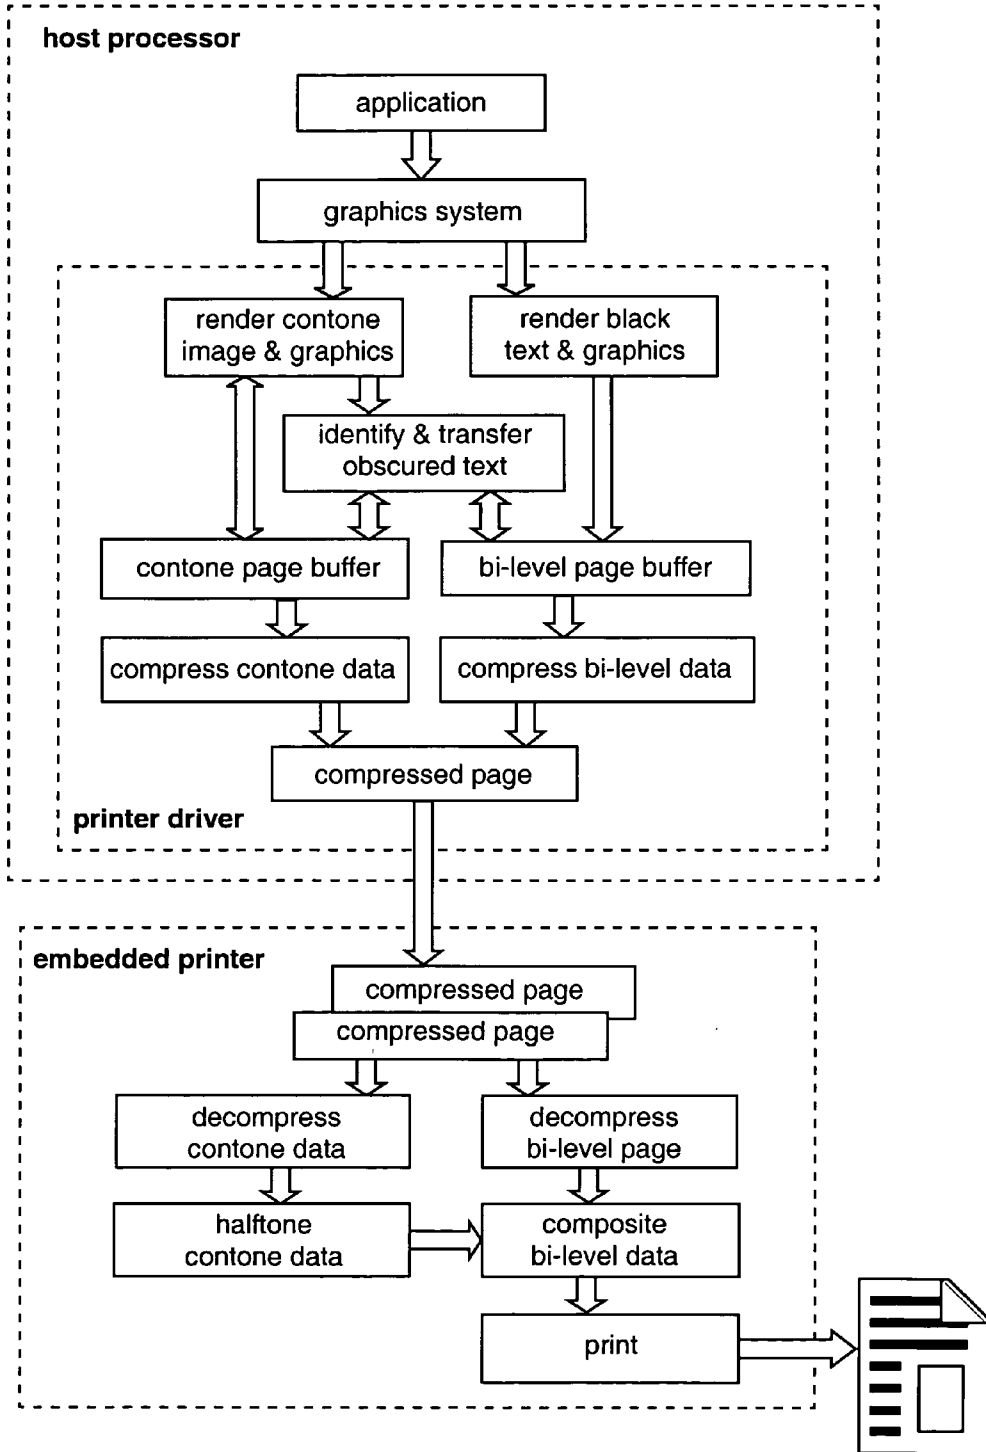 host processor
application
graphics system
render contone
image & graphics
render black
text & graphics
identify & transfer
obscured text
contone page buffer
bi-level page buffer
compress contone data
compress bi-level data
compressed page
printer driver
embedded printer
compressed page
compressed page
decompress
contone data
decompress
bi-level page
halftone
contone data
composite
bi-level data
print